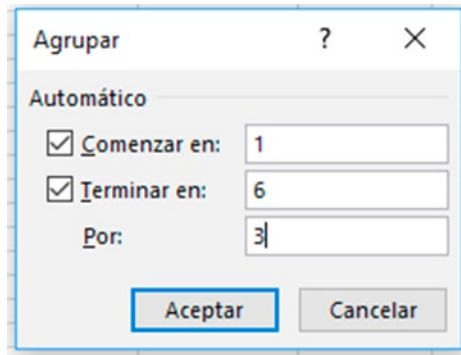 Agrupar ? ×
Automático
Comenzar en: 1
Terminar en: 6
Por: 3
Aceptar Cancelar